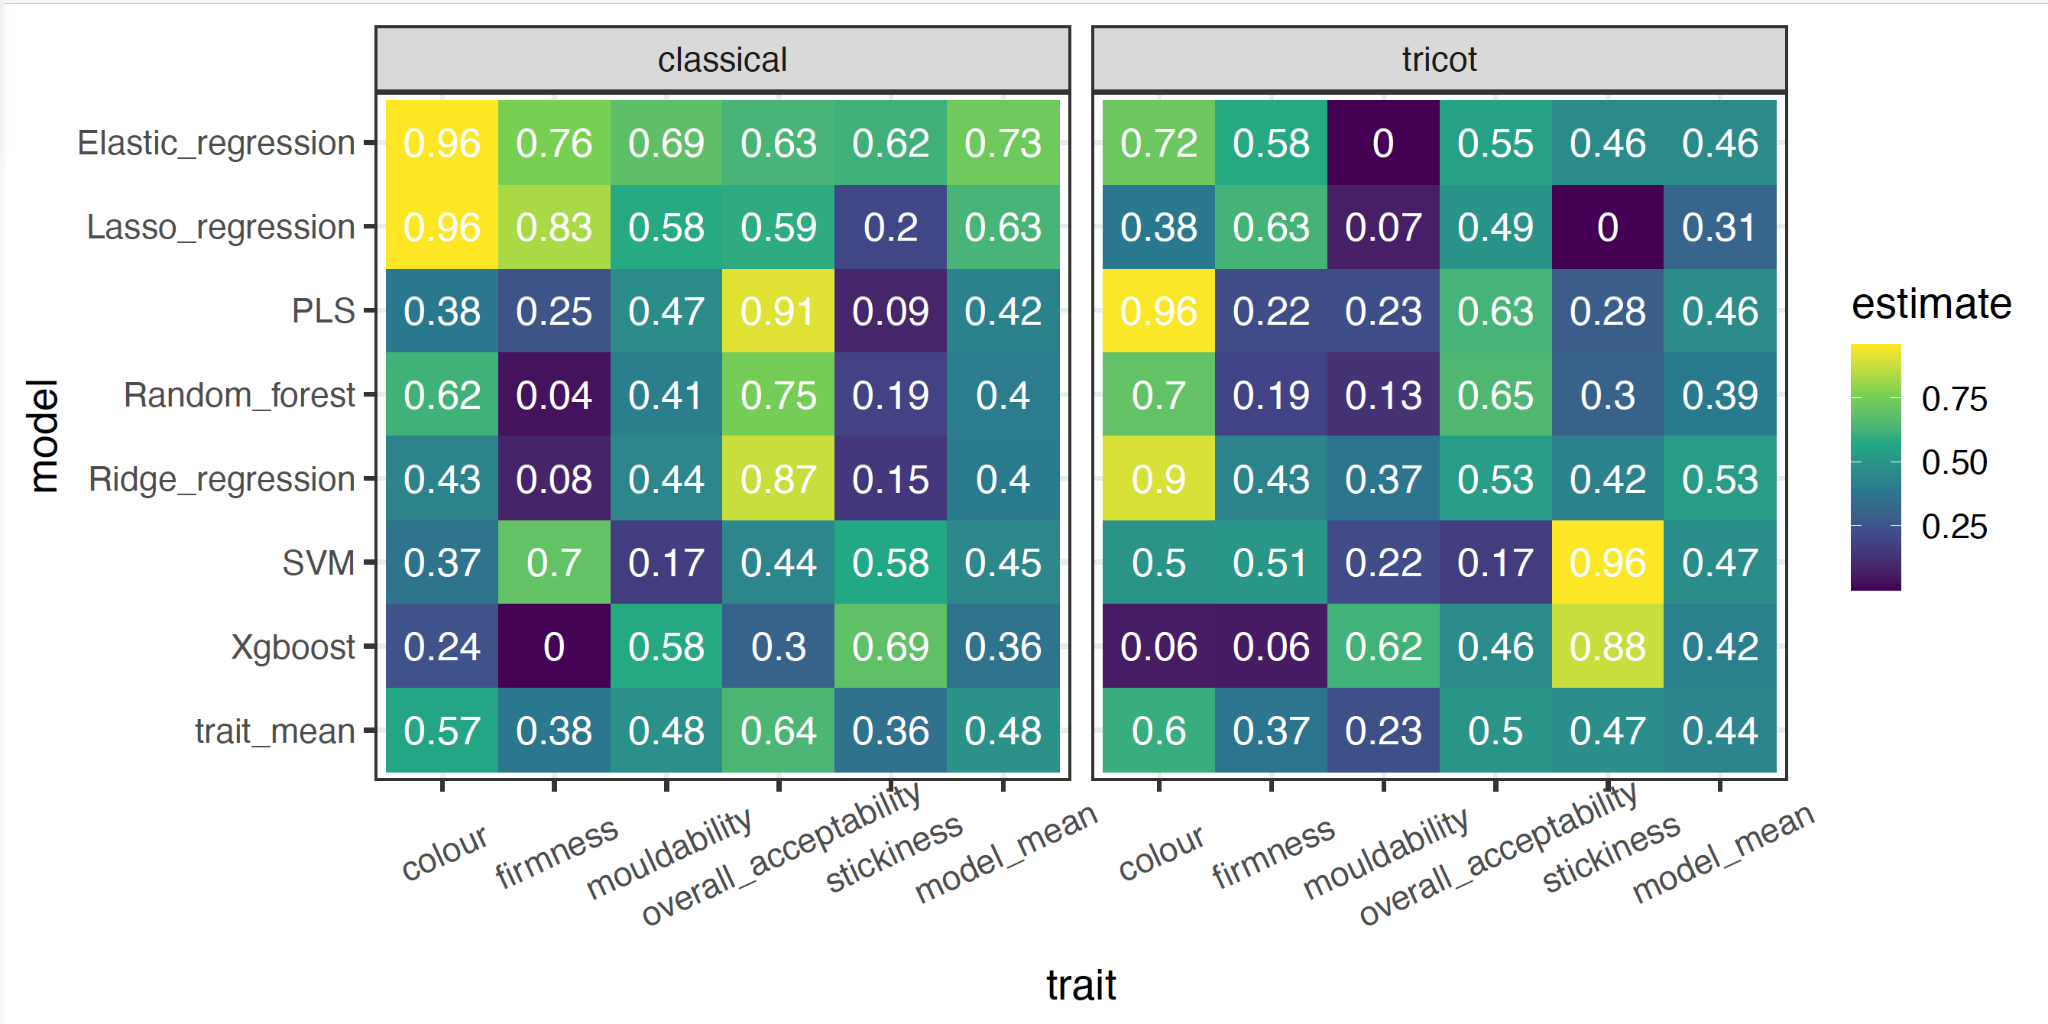 classical tricot
Elastic_regression 0.96 0.76 0.69 0.63 0.62 0.73 0.72 0.58 0 0.55 0.46 0.46
Lasso_regression 0.96 0.83 0.58 0.59 0.2 0.63 0.38 0.63 0.07 0.49 0 0.31
PLS 0.38 0.25 0.47 0.91 0.09 0.42 0.96 0.22 0.23 0.63 0.28 0.46
Random_forest 0.62 0.04 0.41 0.75 0.19 0.4 0.7 0.19 0.13 0.65 0.3 0.39
Ridge_regression 0.43 0.08 0.44 0.87 0.15 0.4 0.9 0.43 0.37 0.53 0.42 0.53
SVM 0.37 0.7 0.17 0.44 0.58 0.45 0.5 0.51 0.22 0.17 0.96 0.47
Xgboost 0.24 0 0.58 0.3 0.69 0.36 0.06 0.06 0.62 0.46 0.88 0.42
trait_mean 0.57 0.38 0.48 0.64 0.36 0.48 0.6 0.37 0.23 0.5 0.47 0.44
colour firmness mouldability overall_acceptability stickiness model_mean colour firmness mouldability overall_acceptability stickiness model_mean
trait
model
estimate
0.75
0.50
0.25